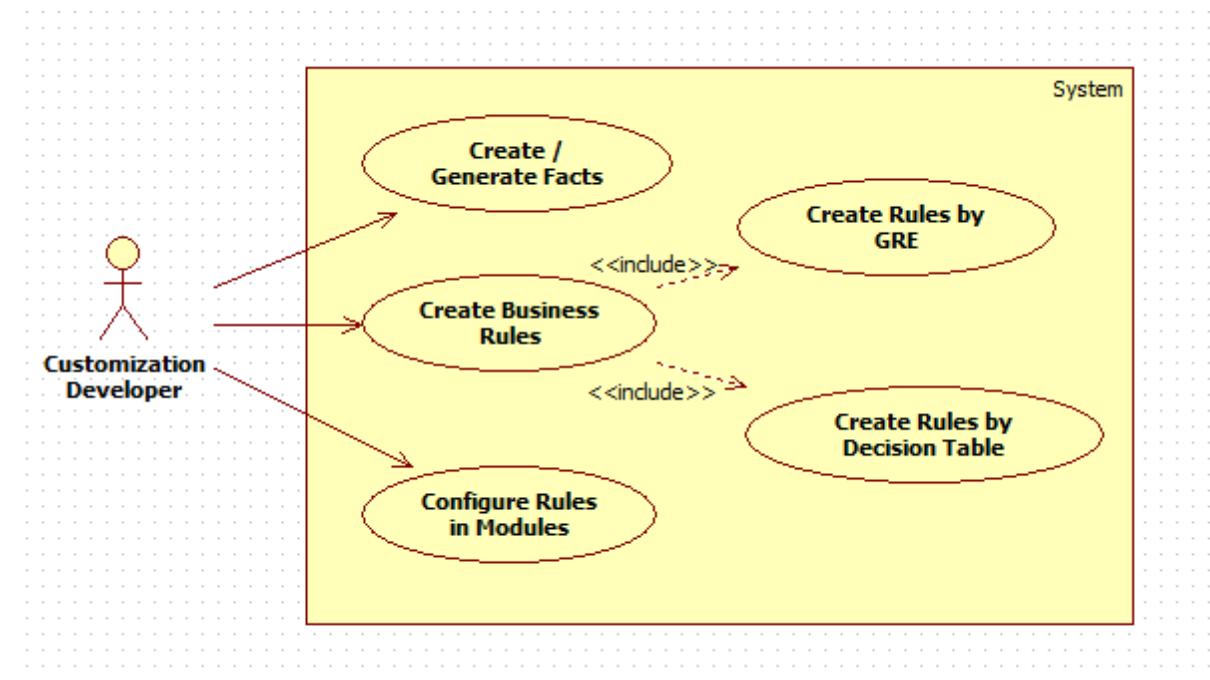 System
Create /
Generate Facts
Create Rules by
GRE
<<include>>
Create Business
Rules
Customization
Developer
<<include>>
Create Rules by
Decision Table
Configure Rules
in Modules